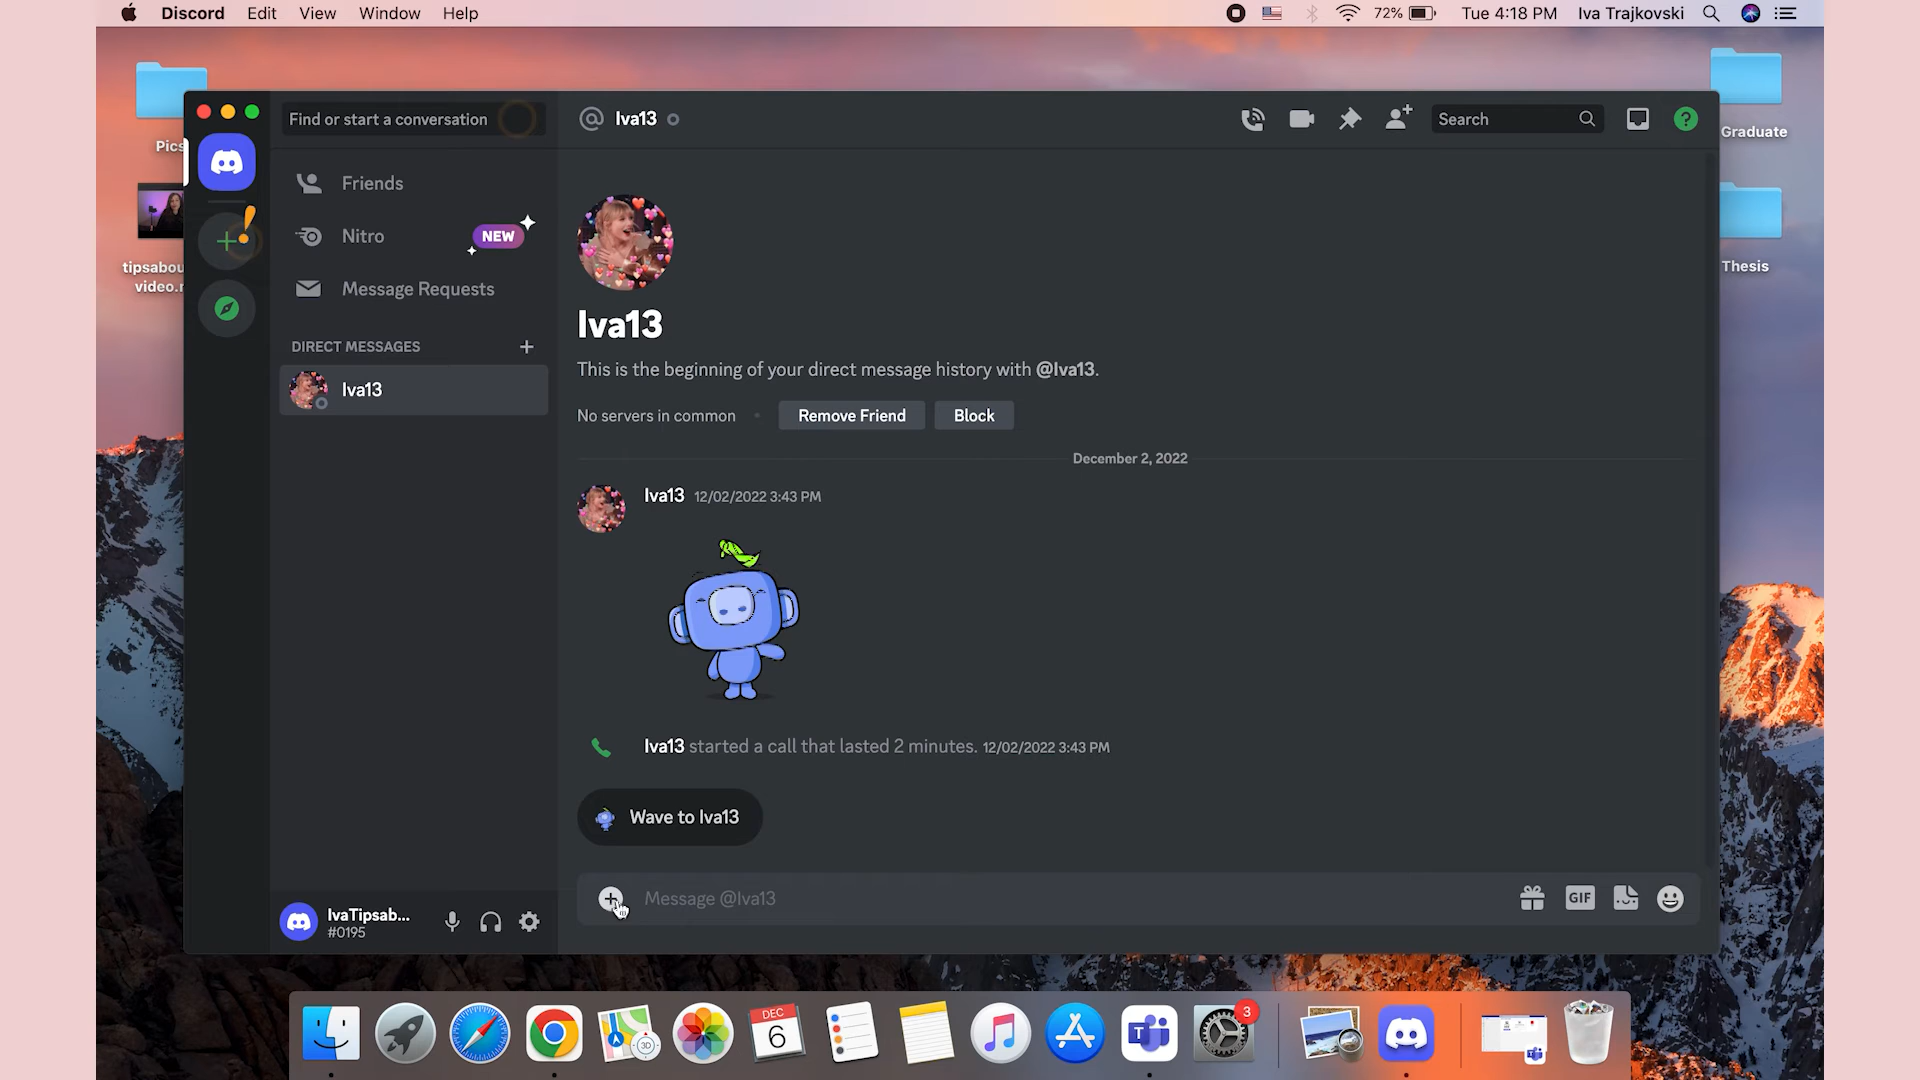 Discord Edit View Window Help
72% Tue 4:18 PM Iva Trajkovski
Pics
tipsabou
video.
Graduate
Thesis
Find or start a conversation
Friends
Nitro
NEW
Message Requests
DIRECT MESSAGES
Iva13
IvaTipsab...
#0195
Iva13
Search
?
Iva13
This is the beginning of your direct message history with @Iva13.
No servers in common
Remove Friend
Block
December 2, 2022
Iva13 12/02/2022 3:43 PM
Iva13 started a call that lasted 2 minutes. 12/02/2022 3:43 PM
Wave to Iva13
Message @Iva13
GIF
3D
DEC
6
T
3